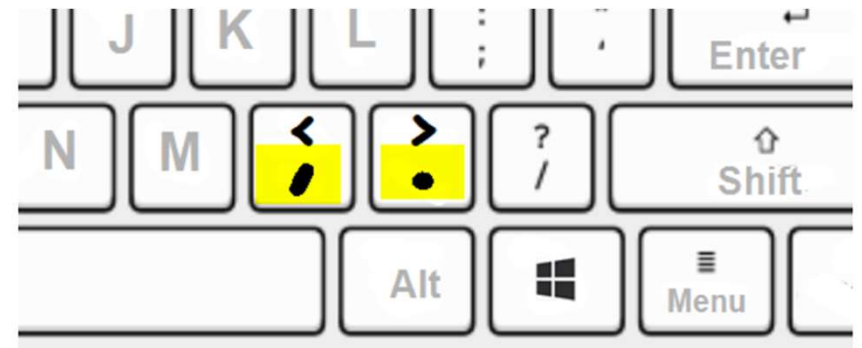 J K L : ; " ' Enter
N M < , > . ? / Shift
Alt Menu